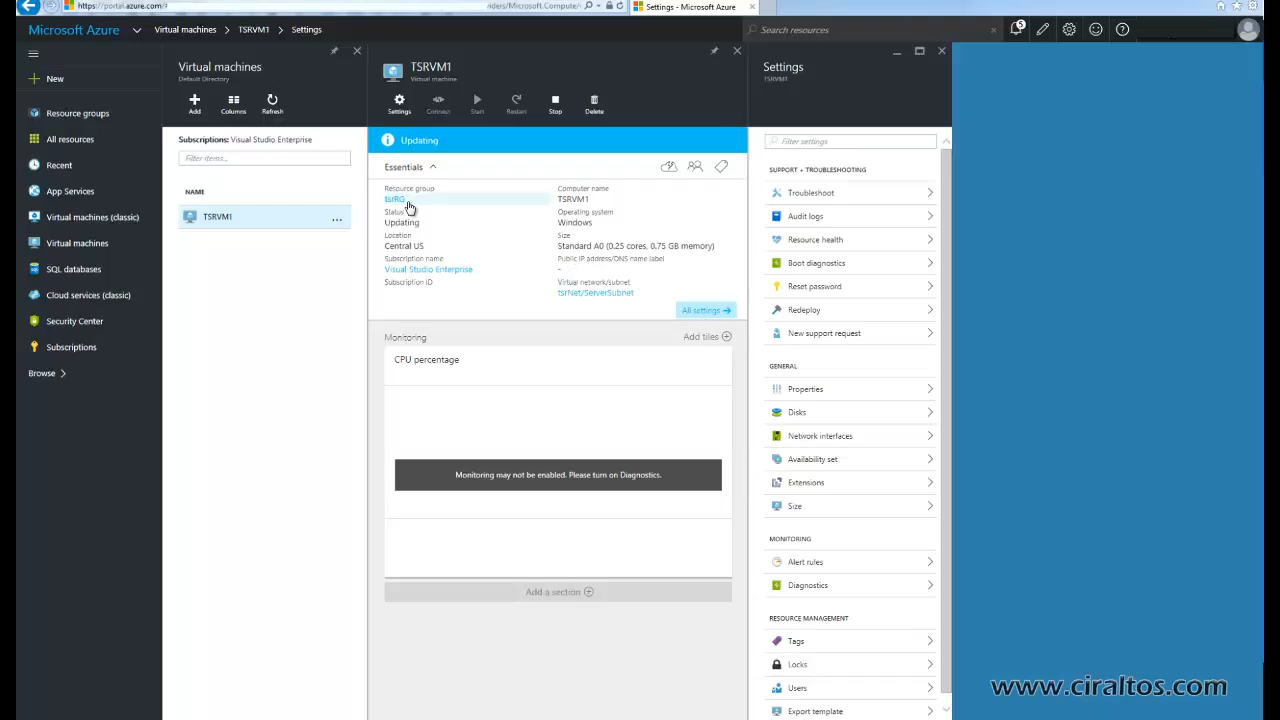 https://portal.azure.com/#
iders/Microsoft.Compute/
Settings - Microsoft Azure
Microsoft Azure
Virtual machines
TSRVM1
Settings
Search resources
5
New
Resource groups
All resources
Recent
App Services
Virtual machines (classic)
Virtual machines
SQL databases
Cloud services (classic)
Security Center
Subscriptions
Browse
Virtual machines
Default Directory
Add
Columns
Refresh
Subscriptions: Visual Studio Enterprise
Filter items...
NAME
TSRVM1
...
TSRVM1
Virtual machine
Settings
Connect
Start
Restart
Stop
Delete
Updating
Essentials
Resource group
tsrRG
Status
Updating
Location
Central US
Subscription name
Visual Studio Enterprise
Subscription ID
Computer name
TSRVM1
Operating system
Windows
Size
Standard A0 (0.25 cores, 0.75 GB memory)
Public IP address/DNS name label
-
Virtual network/subnet
tsrNet/ServerSubnet
All settings
Monitoring
Add tiles
CPU percentage
Monitoring may not be enabled. Please turn on Diagnostics.
Add a section
Settings
TSRVM1
Filter settings
SUPPORT + TROUBLESHOOTING
Troubleshoot
Audit logs
Resource health
Boot diagnostics
Reset password
Redeploy
New support request
GENERAL
Properties
Disks
Network interfaces
Availability set
Extensions
Size
MONITORING
Alert rules
Diagnostics
RESOURCE MANAGEMENT
Tags
Locks
Users
Export template
www.ciraltos.com